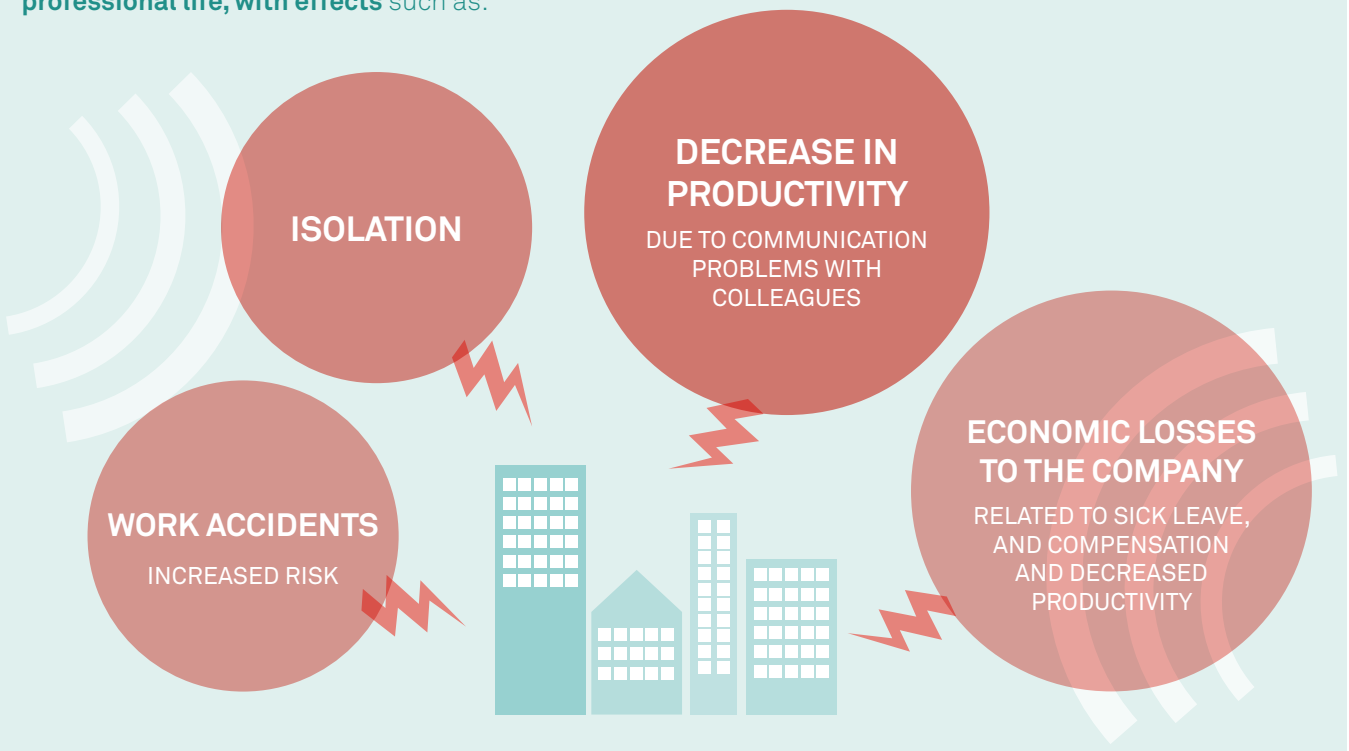 professional life, with effects such as:
ISOLATION
DECREASE IN
PRODUCTIVITY
DUE TO COMMUNICATION
PROBLEMS WITH
COLLEAGUES
WORK ACCIDENTS
INCREASED RISK
ECONOMIC LOSSES
TO THE COMPANY
RELATED TO SICK LEAVE,
AND COMPENSATION
AND DECREASED
PRODUCTIVITY